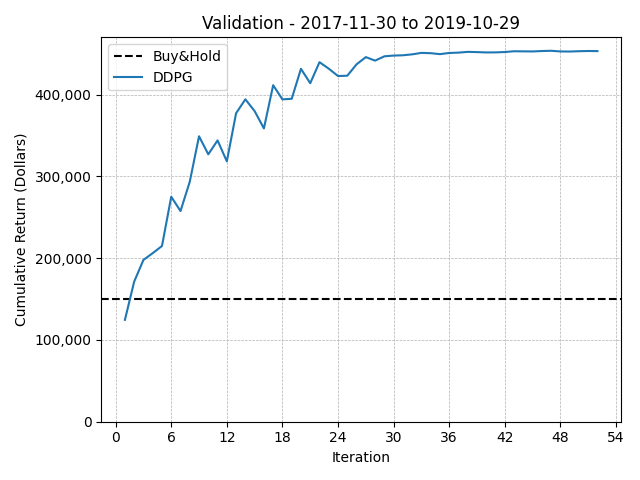 Validation - 2017-11-30 to 2019-10-29
Buy&Hold
DDPG
Cumulative Return (Dollars)
400,000
300,000
200,000
100,000
0
0 6 12 18 24 30 36 42 48 54
Iteration